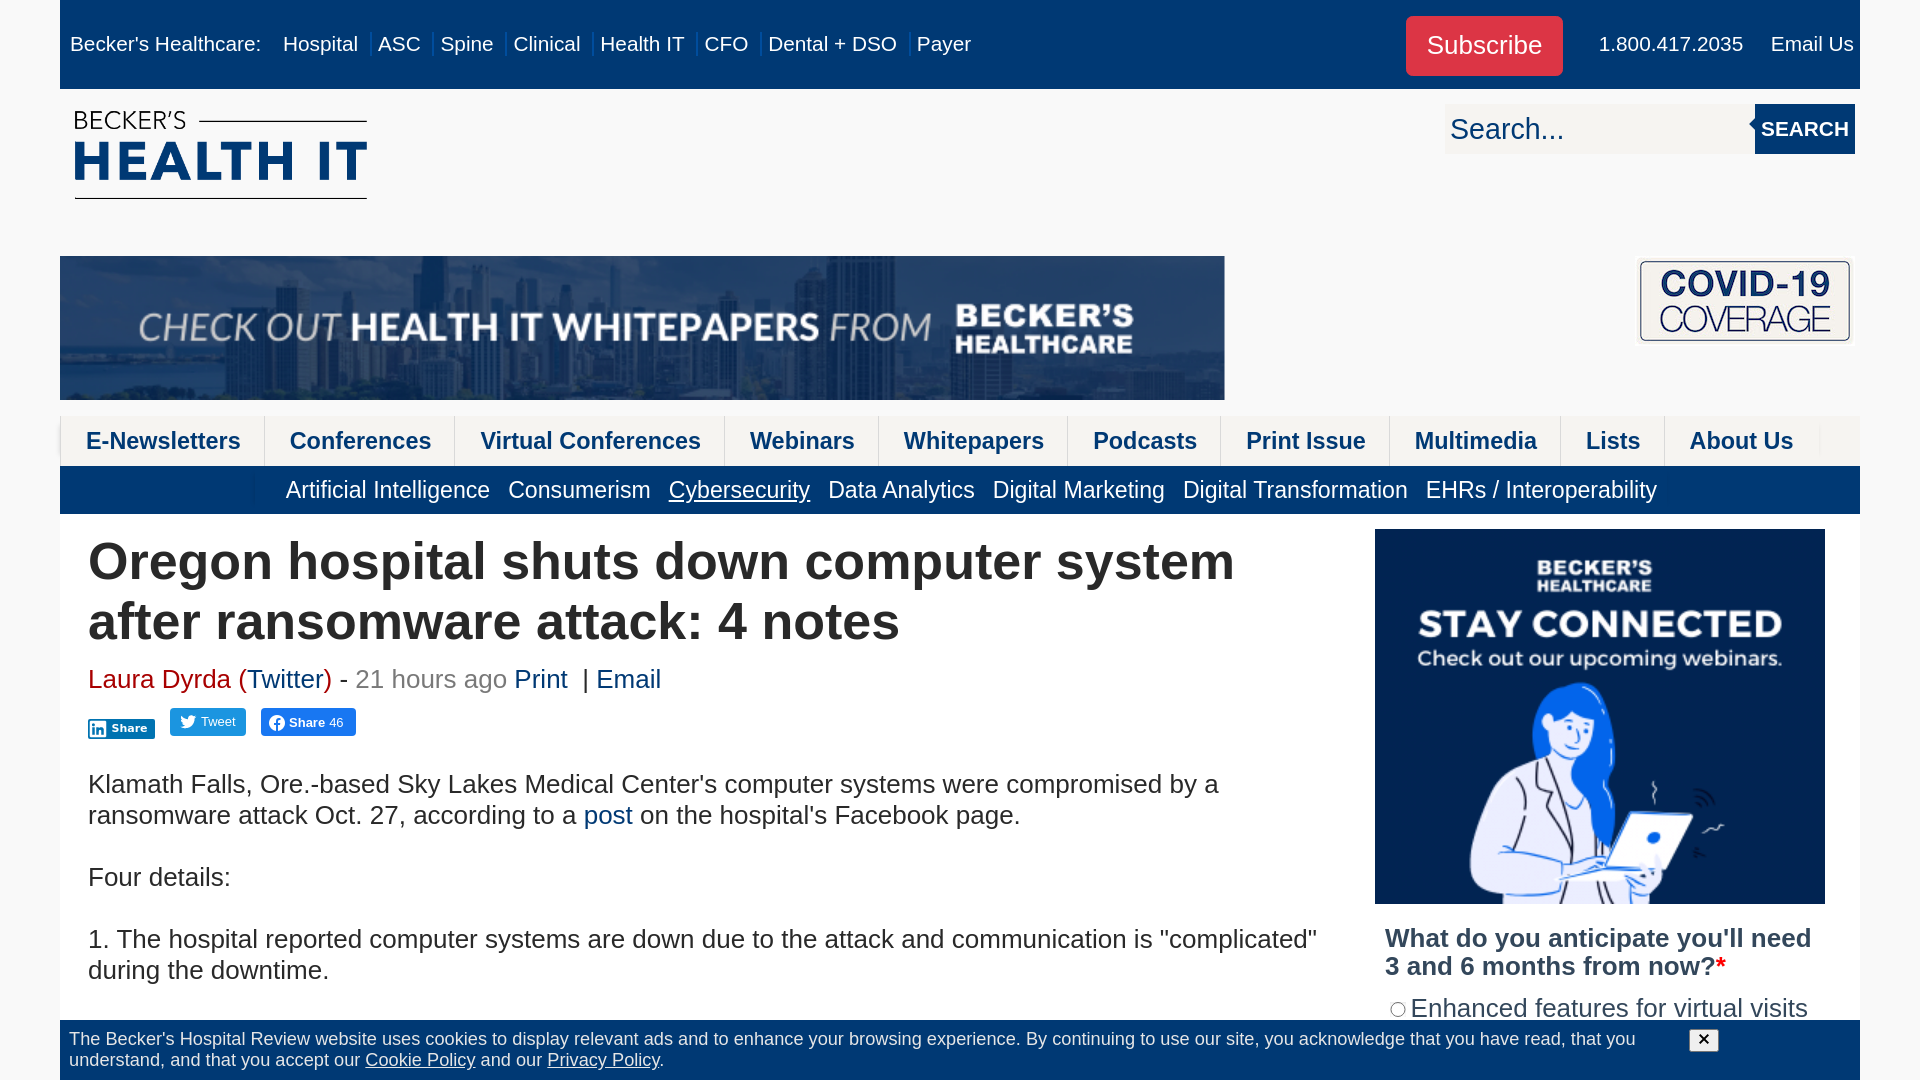 Becker's Healthcare: Hospital ASC Spine Clinical Health IT CFO Dental + DSO Payer
Subscribe 1.800.417.2035 Email Us
BECKER'S
HEALTH IT
Search... SEARCH
CHECK OUT HEALTH IT WHITEPAPERS FROM BECKER'S
HEALTHCARE
COVID-19
COVERAGE
E-Newsletters Conferences Virtual Conferences Webinars Whitepapers Podcasts Print Issue Multimedia Lists About Us
Artificial Intelligence Consumerism Cybersecurity Data Analytics Digital Marketing Digital Transformation EHRs / Interoperability
Oregon hospital shuts down computer system
after ransomware attack: 4 notes
Laura Dyrda (Twitter) - 21 hours ago Print | Email
Share Tweet Share 46
Klamath Falls, Ore.-based Sky Lakes Medical Center's computer systems were compromised by a
ransomware attack Oct. 27, according to a post on the hospital's Facebook page.
Four details:
1. The hospital reported computer systems are down due to the attack and communication is "complicated"
during the downtime.
BECKER'S
HEALTHCARE
STAY CONNECTED
Check out our upcoming webinars.
What do you anticipate you'll need
3 and 6 months from now?*
Enhanced features for virtual visits
The Becker's Hospital Review website uses cookies to display relevant ads and to enhance your browsing experience. By continuing to use our site, you acknowledge that you have read, that you
understand, and that you accept our Cookie Policy and our Privacy Policy.